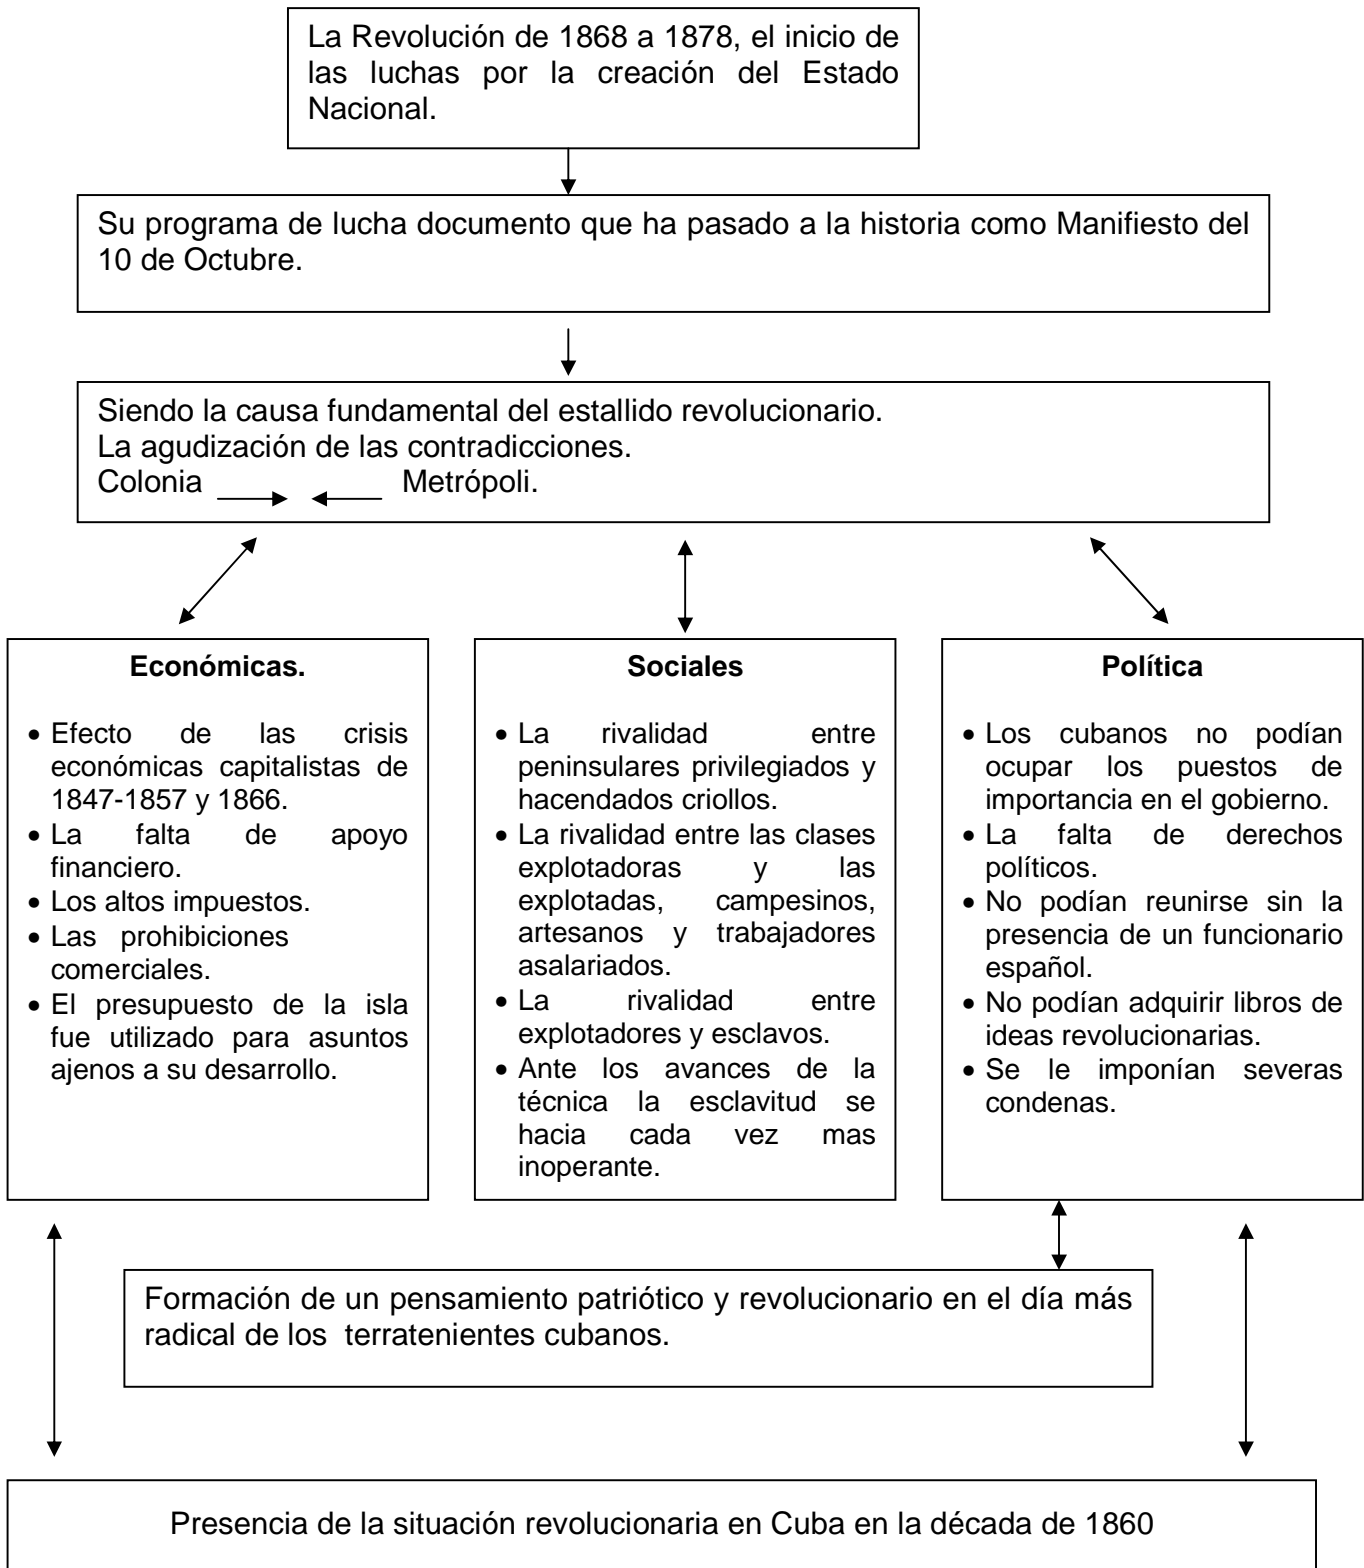 La Revolución de 1868 a 1878, el inicio de
las luchas por la creación del Estado
Nacional.
Su programa de lucha documento que ha pasado a la historia como Manifiesto del
10 de Octubre.
Siendo la causa fundamental del estallido revolucionario.
La agudización de las contradicciones.
Colonia Metrópoli.
Económicas.
• Efecto de las crisis
económicas capitalistas de
1847-1857 y 1866.
• La falta de apoyo
financiero.
• Los altos impuestos.
• Las prohibiciones
comerciales.
• El presupuesto de la isla
fue utilizado para asuntos
ajenos a su desarrollo.
Sociales
• La rivalidad entre
peninsulares privilegiados y
hacendados criollos.
• La rivalidad entre las clases
explotadoras y las
explotadas, campesinos,
artesanos y trabajadores
asalariados.
• La rivalidad entre
explotadores y esclavos.
• Ante los avances de la
técnica la esclavitud se
hacia cada vez mas
inoperante.
Política
• Los cubanos no podían
ocupar los puestos de
importancia en el gobierno.
• La falta de derechos
políticos.
• No podían reunirse sin la
presencia de un funcionario
español.
• No podían adquirir libros de
ideas revolucionarias.
• Se le imponían severas
condenas.
Formación de un pensamiento patriótico y revolucionario en el día más
radical de los terratenientes cubanos.
Presencia de la situación revolucionaria en Cuba en la década de 1860